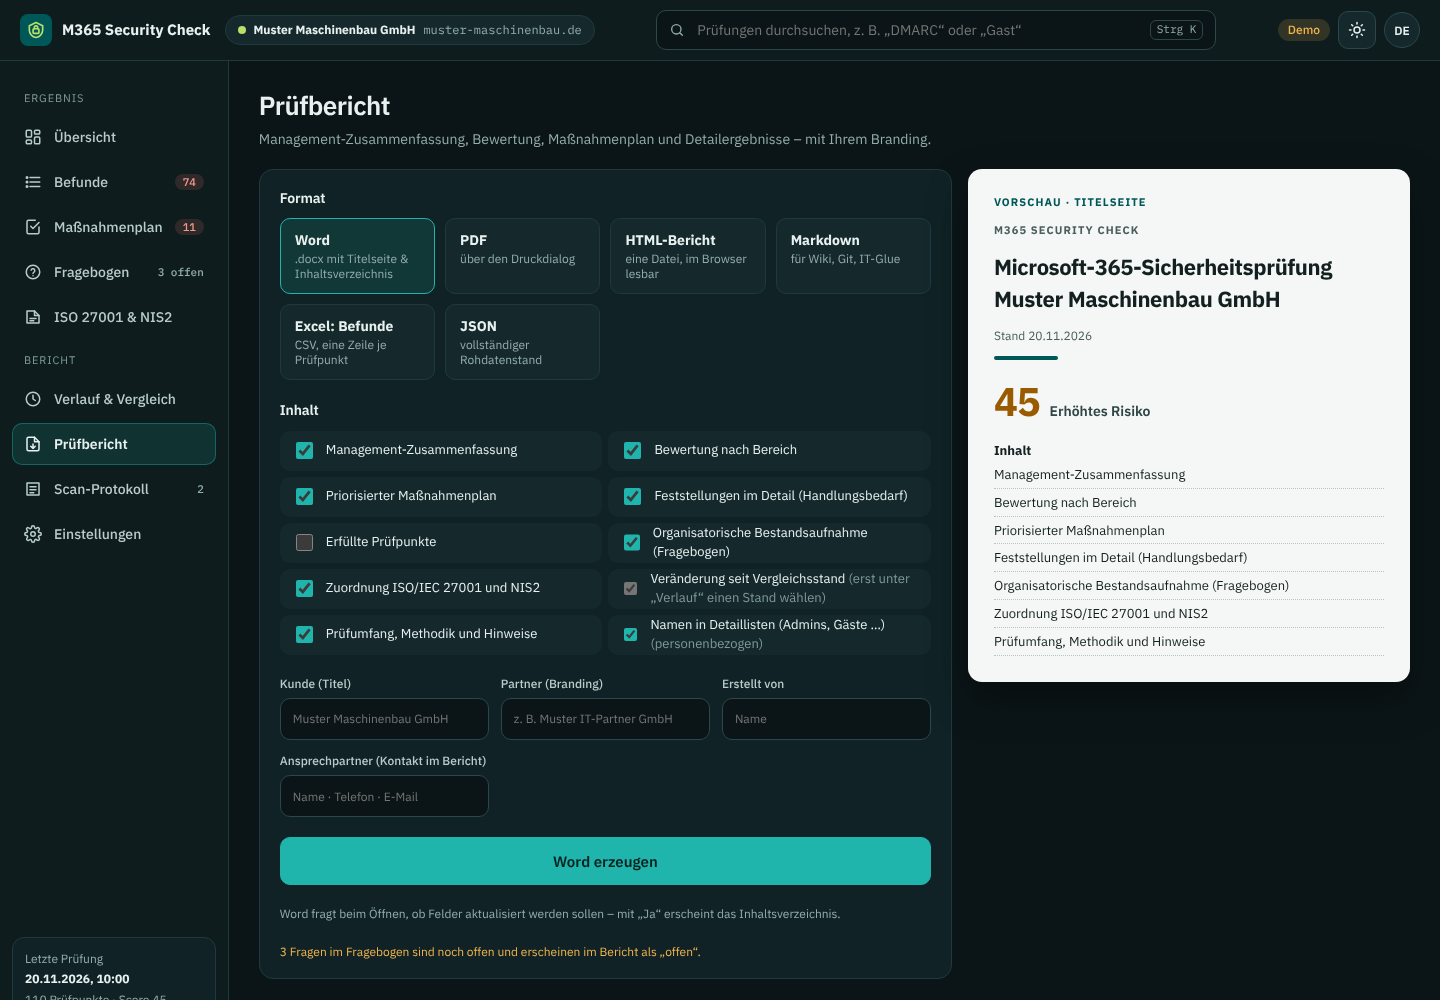 M365 Security Check
Muster Maschinenbau GmbH muster-maschinenbau.de
Prüfungen durchsuchen, z. B. „DMARC“ oder „Gast“
Strg K
Demo
DE
ERGEBNIS
Übersicht
Befunde 74
Maßnahmenplan 11
Fragebogen 3 offen
ISO 27001 & NIS2
BERICHT
Verlauf & Vergleich
Prüfbericht
Scan-Protokoll 2
Einstellungen
Letzte Prüfung
20.11.2026, 10:00
110 Prüfpunkte · Score 45
Prüfbericht
Management-Zusammenfassung, Bewertung, Maßnahmenplan und Detailergebnisse – mit Ihrem Branding.
Format
Word
.docx mit Titelseite &
Inhaltsverzeichnis
PDF
über den Druckdialog
HTML-Bericht
eine Datei, im Browser
lesbar
Markdown
für Wiki, Git, IT-Glue
Excel: Befunde
CSV, eine Zeile je
Prüfpunkt
JSON
vollständiger
Rohdatenstand
Inhalt
Management-Zusammenfassung
Bewertung nach Bereich
Priorisierter Maßnahmenplan
Feststellungen im Detail (Handlungsbedarf)
Erfüllte Prüfpunkte
Organisatorische Bestandsaufnahme
(Fragebogen)
Zuordnung ISO/IEC 27001 und NIS2
Veränderung seit Vergleichsstand (erst unter
„Verlauf“ einen Stand wählen)
Prüfumfang, Methodik und Hinweise
Namen in Detaillisten (Admins, Gäste …)
(personenbezogen)
Kunde (Titel)
Muster Maschinenbau GmbH
Partner (Branding)
z. B. Muster IT-Partner GmbH
Erstellt von
Name
Ansprechpartner (Kontakt im Bericht)
Name · Telefon · E-Mail
Word erzeugen
Word fragt beim Öffnen, ob Felder aktualisiert werden sollen – mit „Ja“ erscheint das Inhaltsverzeichnis.
3 Fragen im Fragebogen sind noch offen und erscheinen im Bericht als „offen“.
VORSCHAU · TITELSEITE
M365 SECURITY CHECK
Microsoft-365-Sicherheitsprüfung
Muster Maschinenbau GmbH
Stand 20.11.2026
45 Erhöhtes Risiko
Inhalt
Management-Zusammenfassung
Bewertung nach Bereich
Priorisierter Maßnahmenplan
Feststellungen im Detail (Handlungsbedarf)
Organisatorische Bestandsaufnahme (Fragebogen)
Zuordnung ISO/IEC 27001 und NIS2
Prüfumfang, Methodik und Hinweise